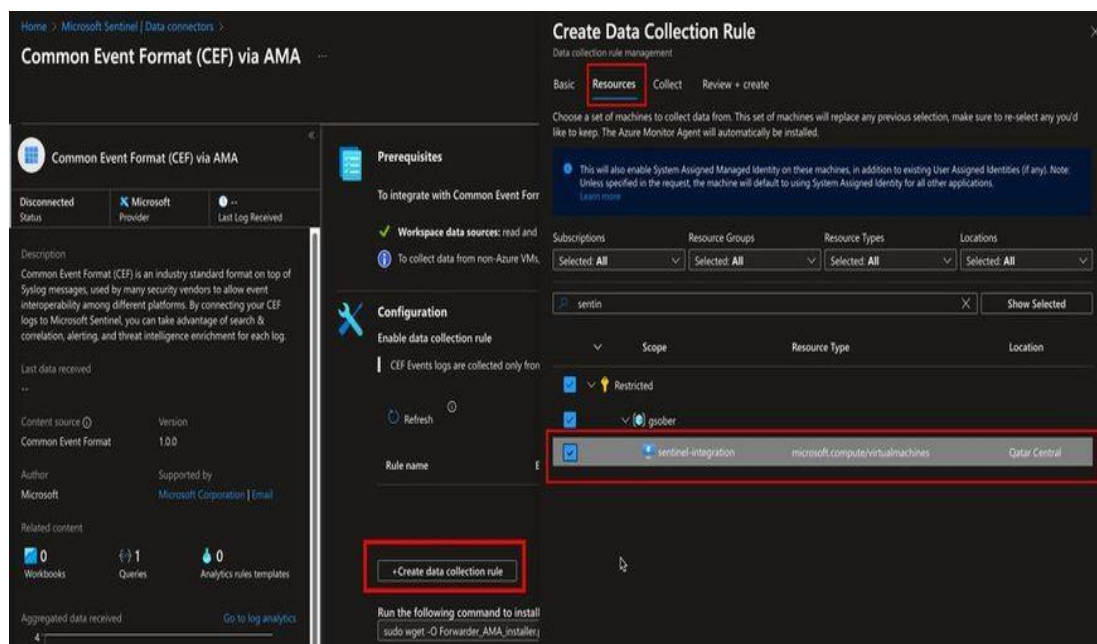 Home > Microsoft Sentinel | Data connectors >
Common Event Format (CEF) via AMA ...
Common Event Format (CEF) via AMA
Disconnected
Status
Microsoft
Provider
--
Last Log Received
Description
Common Event Format (CEF) is an industry standard format on top of
Syslog messages, used by many security vendors to allow event
interoperability among different platforms. By connecting your CEF
logs to Microsoft Sentinel, you can take advantage of search &
correlation, alerting, and threat intelligence enrichment for each log.
Last data received
--
Content source
Common Event Format
Version
1.0.0
Author
Microsoft
Supported by
Microsoft Corporation | Email
Related content
0
Workbooks
1
Queries
0
Analytics rules templates
Aggregated data received
Go to log analytics
4
Prerequisites
To integrate with Common Event Forr
Workspace data sources: read and
To collect data from non-Azure VMs,
Configuration
Enable data collection rule
CEF Events logs are collected only fron
Refresh
Rule name
E
+Create data collection rule
Run the following command to install
sudo wget -O Forwarder_AMA_installer.p
Create Data Collection Rule
Data collection rule management
Basic Resources Collect Review + create
Choose a set of machines to collect data from. This set of machines will replace any previous selection, make sure to re-select any you'd
like to keep. The Azure Monitor Agent will automatically be installed.
This will also enable System Assigned Managed Identity on these machines, in addition to existing User Assigned Identities (if any). Note:
Unless specified in the request, the machine will default to using System Assigned Identity for all other applications.
Learn more
Subscriptions Resource Groups Resource Types Locations
Selected: All Selected: All Selected: All Selected: All
sentin
Show Selected
Scope Resource Type Location
Restricted
gsober
sentinel-integration microsoft.compute/virtualmachines Qatar Central